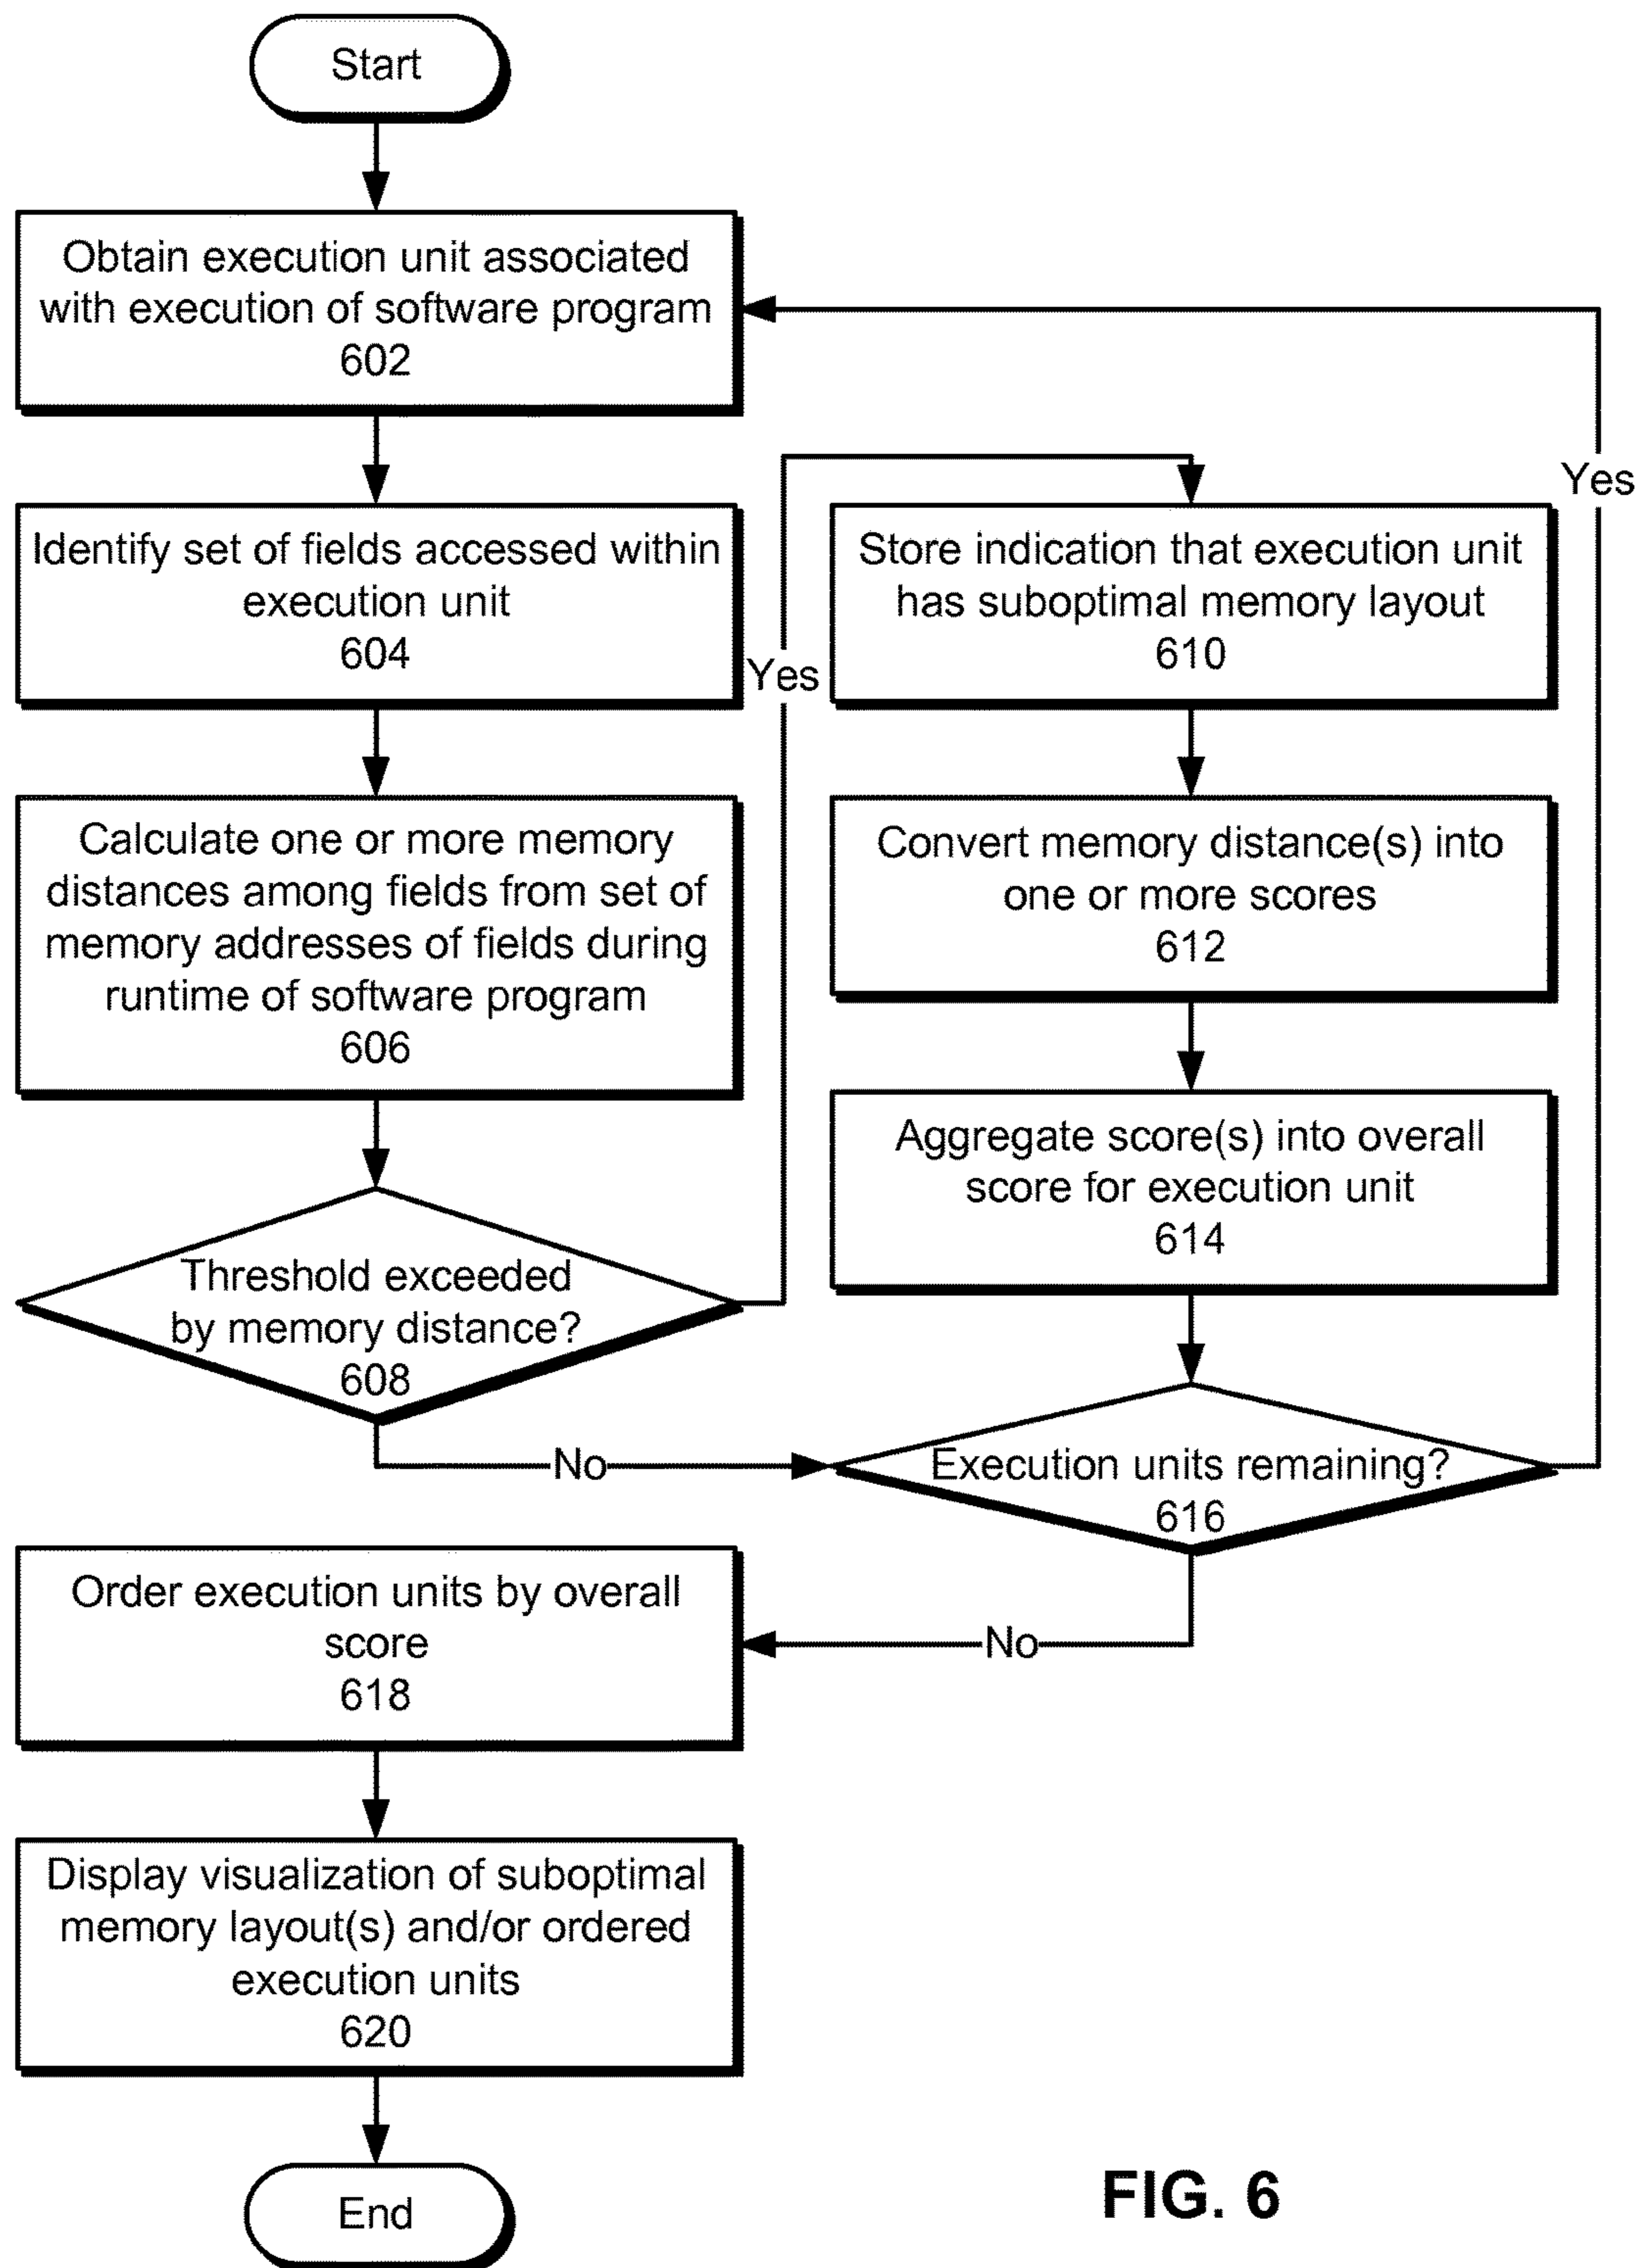 Start
Obtain execution unit associated
with execution of software program
602
Identify set of fields accessed within
execution unit
604
Calculate one or more memory
distances among fields from set of
memory addresses of fields during
runtime of software program
606
Threshold exceeded
by memory distance?
608
Yes
No
Store indication that execution unit
has suboptimal memory layout
610
Convert memory distance(s) into
one or more scores
612
Aggregate score(s) into overall
score for execution unit
614
Execution units remaining?
616
Yes
No
Order execution units by overall
score
618
Display visualization of suboptimal
memory layout(s) and/or ordered
execution units
620
End
FIG. 6